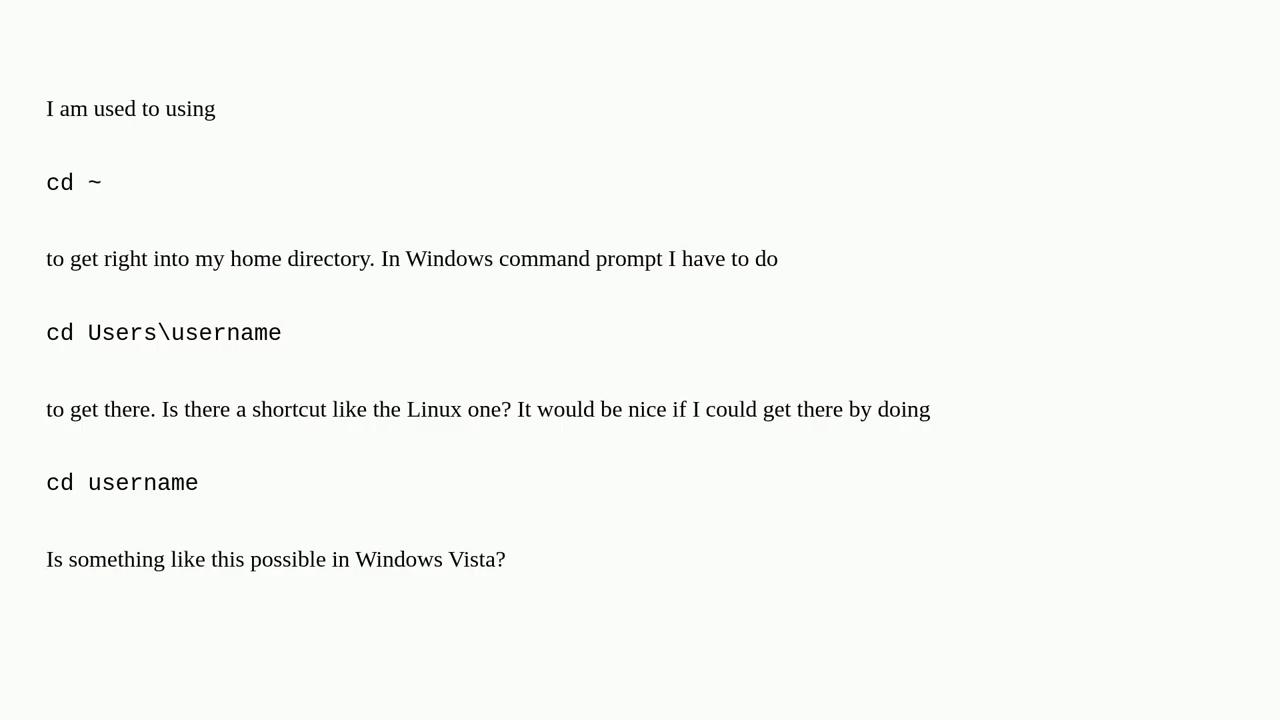 I am used to using
cd ~
to get right into my home directory. In Windows command prompt I have to do
cd Users\username
to get there. Is there a shortcut like the Linux one? It would be nice if I could get there by doing
cd username
Is something like this possible in Windows Vista?